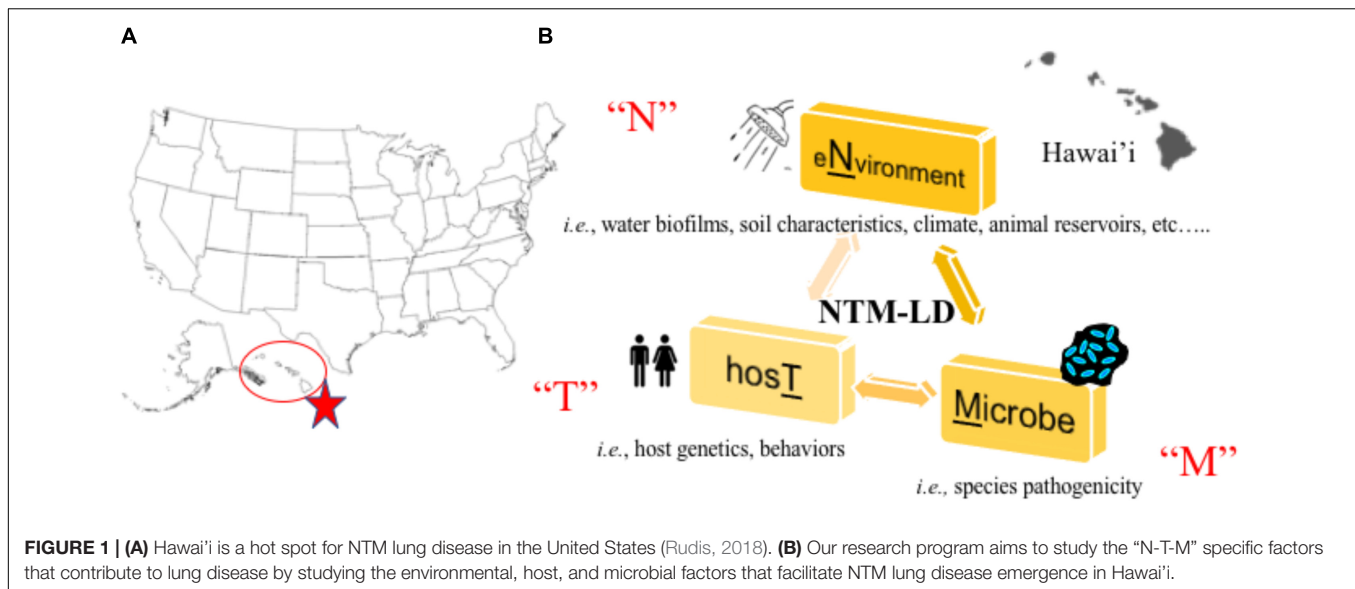 A
B
“N”
eNvironment
Hawai’i
i.e., water biofilms, soil characteristics, climate, animal reservoirs, etc…..
NTM-LD
“T”
hosT
Microbe
“M”
i.e., host genetics, behaviors
i.e., species pathogenicity
FIGURE 1 | (A) Hawai’i is a hot spot for NTM lung disease in the United States (Rudis, 2018). (B) Our research program aims to study the “N-T-M” specific factors
that contribute to lung disease by studying the environmental, host, and microbial factors that facilitate NTM lung disease emergence in Hawai’i.